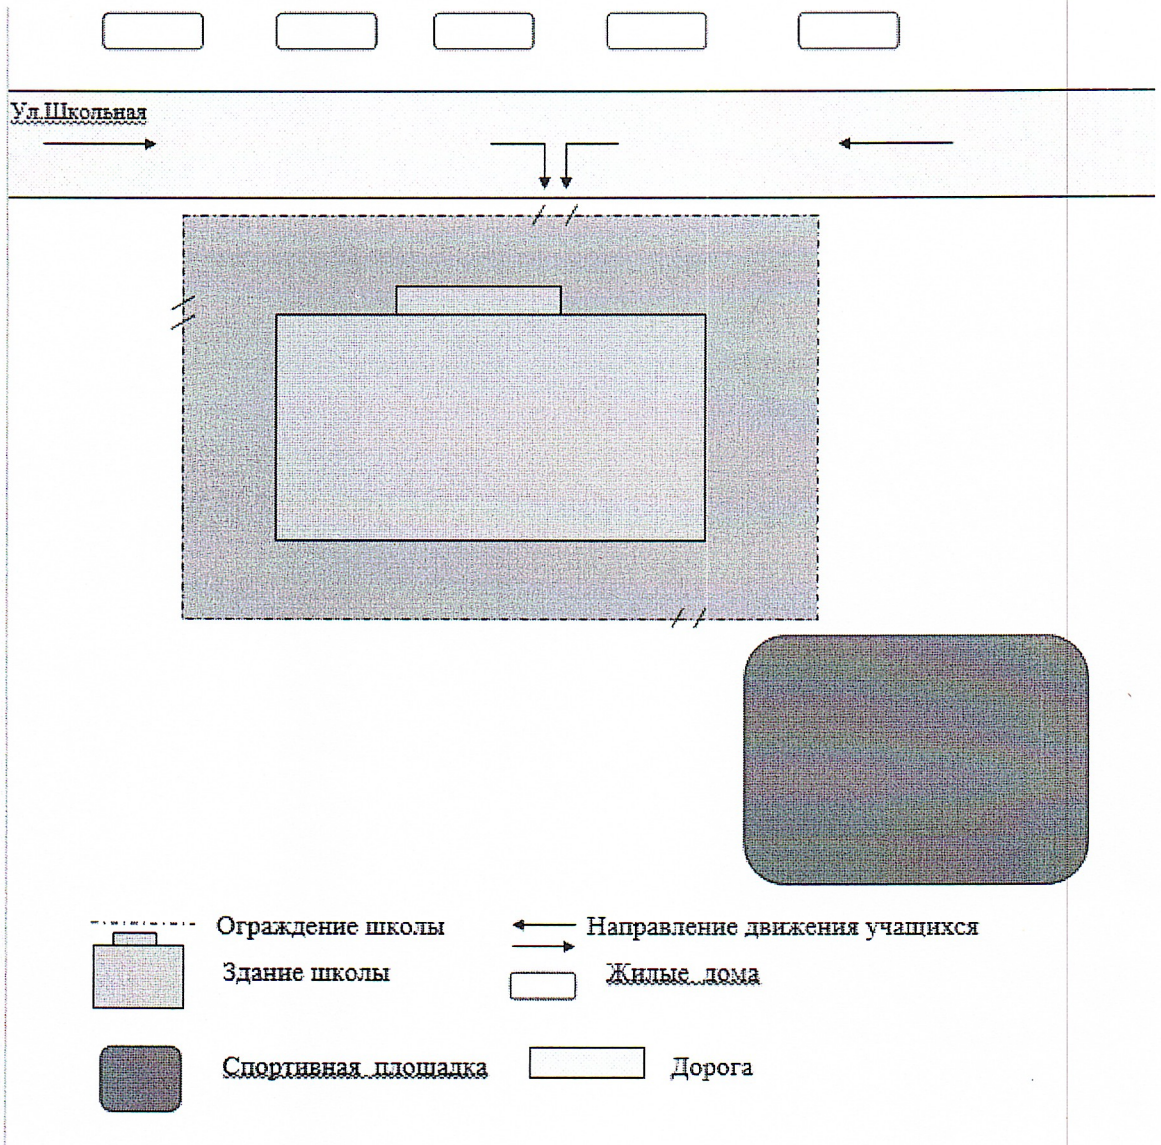 Ул.Школьная
Ограждение школы
Направление движения учащихся
Здание школы
Жилые дома
Спортивная площадка
Дорога